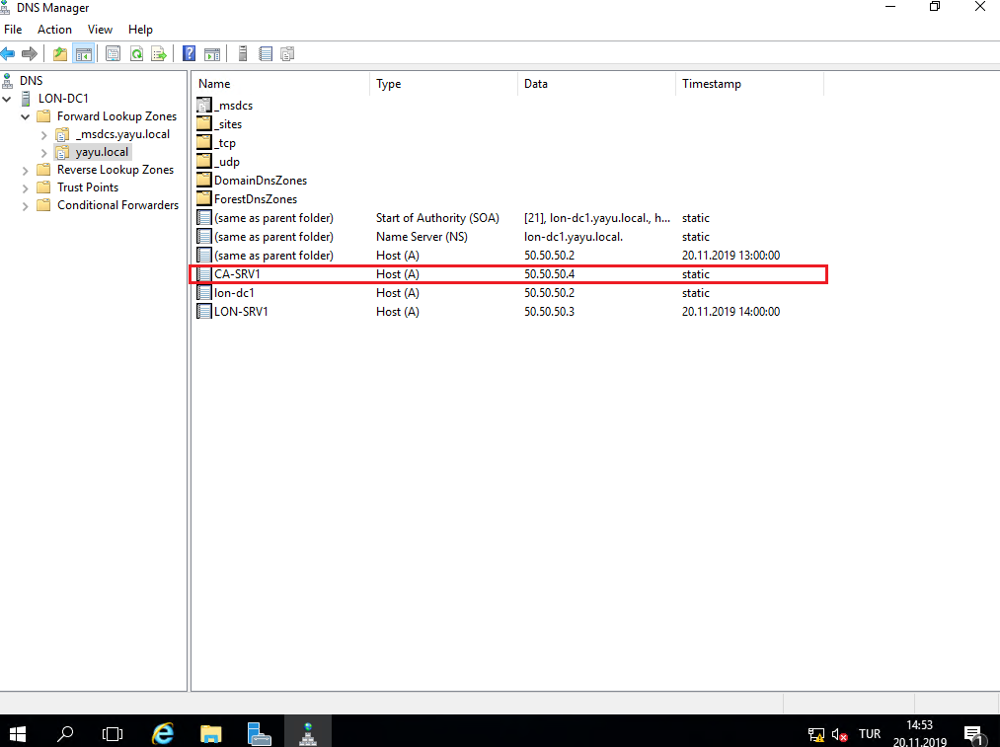 DNS Manager
File Action View Help
DNS
LON-DC1
Forward Lookup Zones
_msdcs.yayu.local
yayu.local
Reverse Lookup Zones
Trust Points
Conditional Forwarders
Name Type Data Timestamp
_msdcs
_sites
_tcp
_udp
DomainDnsZones
ForestDnsZones
(same as parent folder) Start of Authority (SOA) [21], lon-dc1.yayu.local., h... static
(same as parent folder) Name Server (NS) lon-dc1.yayu.local. static
(same as parent folder) Host (A) 50.50.50.2 20.11.2019 13:00:00
CA-SRV1 Host (A) 50.50.50.4 static
lon-dc1 Host (A) 50.50.50.2 static
LON-SRV1 Host (A) 50.50.50.3 20.11.2019 14:00:00
TUR 14:53
20.11.2019 1